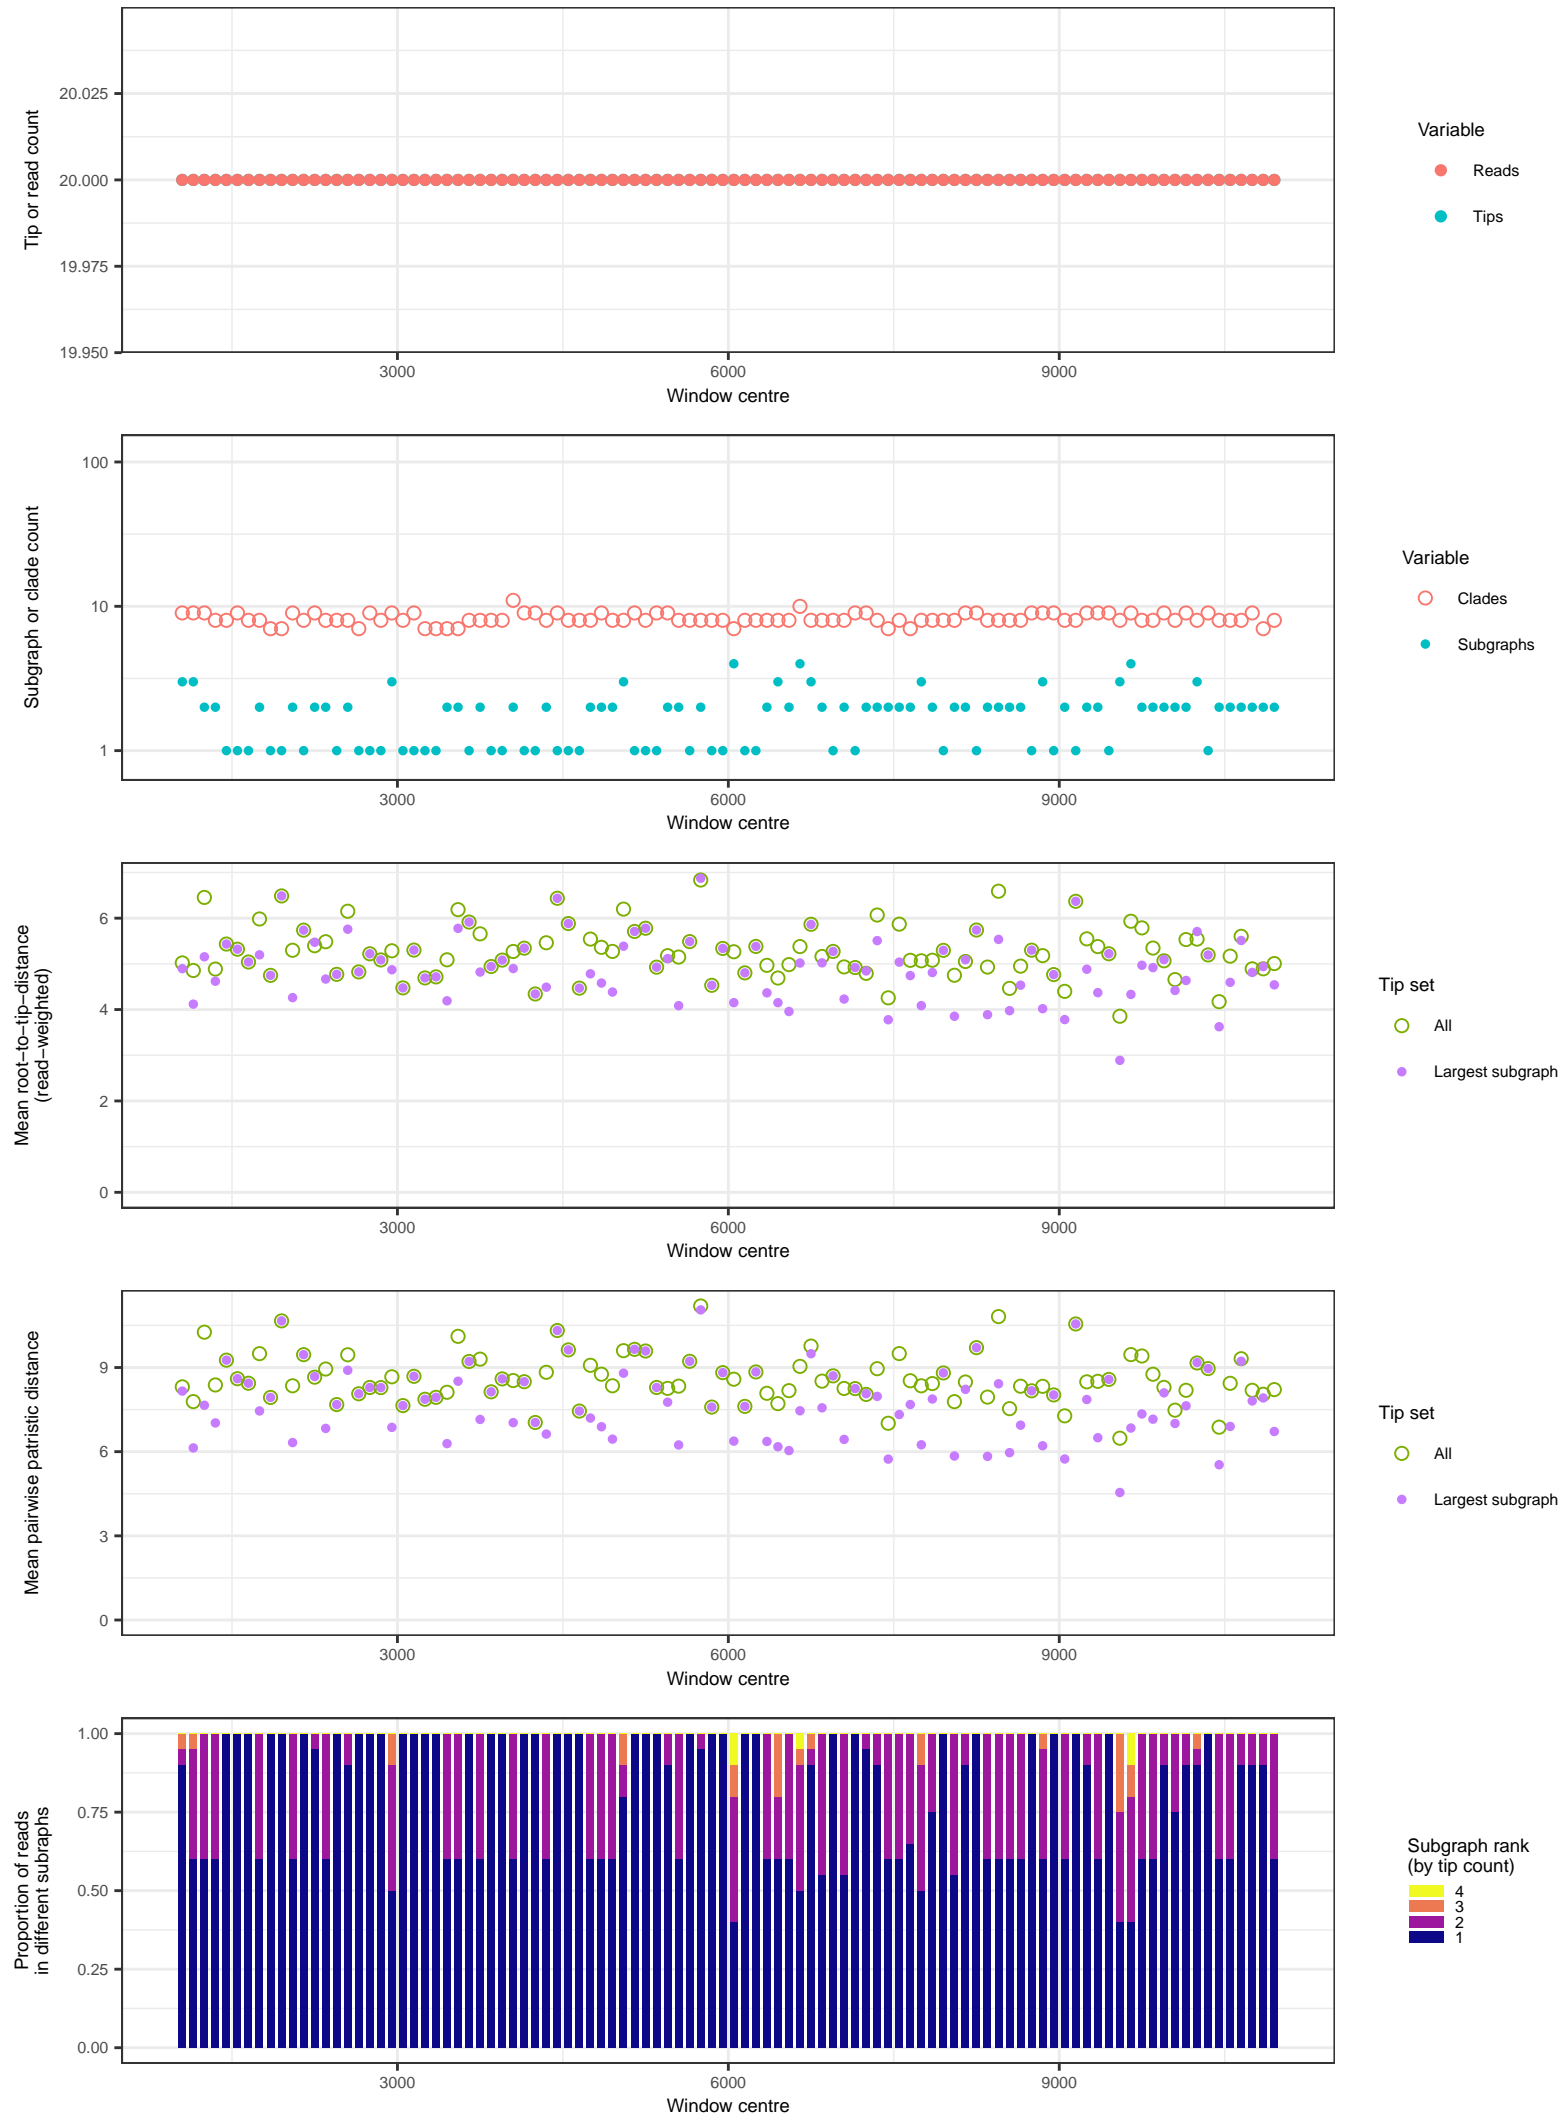 20.025
20.000
19.975
19.950
Tip or read count
3000
6000
9000
Window centre
Variable
Reads
Tips
100
10
1
Subgraph or clade count
3000
6000
9000
Window centre
Variable
Clades
Subgraphs
6
4
2
0
Mean root−to−tip−distance
(read−weighted)
3000
6000
9000
Window centre
Tip set
All
Largest subgraph
9
6
3
0
Mean pairwise patristic distance
3000
6000
9000
Window centre
Tip set
All
Largest subgraph
1.00
0.75
0.50
0.25
0.00
Proportion of reads
in different subraphs
3000
6000
9000
Window centre
Subgraph rank
(by tip count)
4
3
2
1